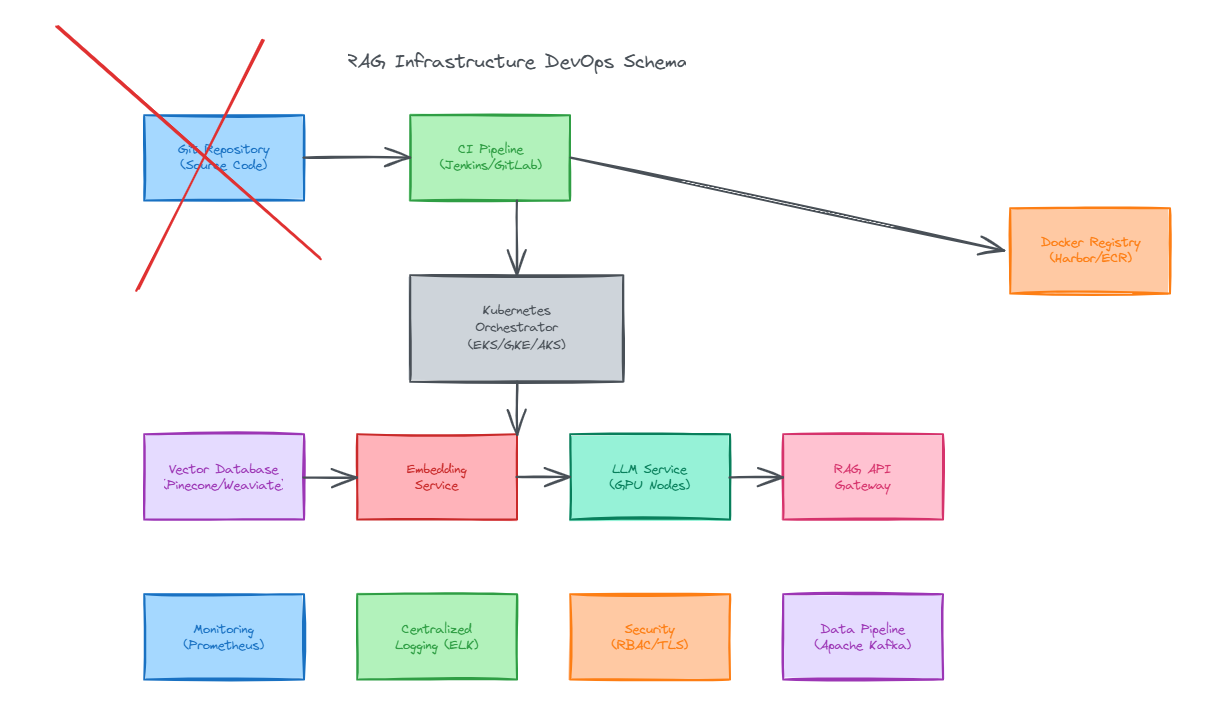 RAG Infrastructure DevOps Schema
Git Repository
(Source Code)
CI Pipeline
(Jenkins/GitLab)
Docker Registry
(Harbor/ECR)
Kubernetes
Orchestrator
(EKS/GKE/AKS)
Vector Database
(Pinecone/Weaviate)
Embedding
Service
LLM Service
(GPU Nodes)
RAG API
Gateway
Monitoring
(Prometheus)
Centralized
Logging (ELK)
Security
(RBAC/TLS)
Data Pipeline
(Apache Kafka)